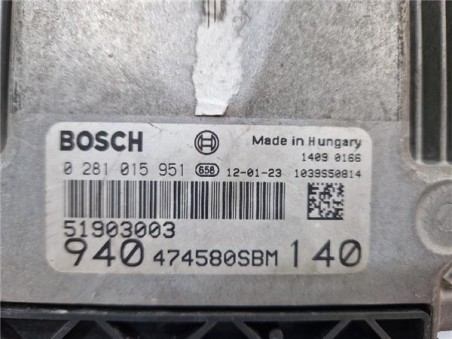 BOSCH Made in Hungary
1409 0166
0 281 015 951 658 12-01-23 1039S50814
51903003
940 474580SBM 140